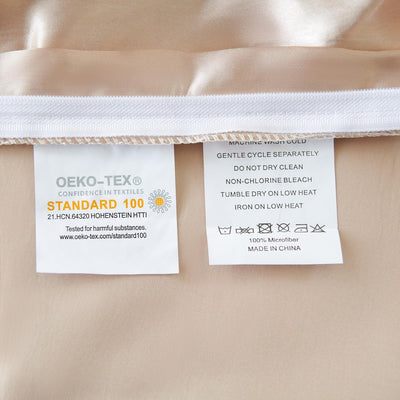 OEKO-TEX®
CONFIDENCE IN TEXTILES
STANDARD 100
21.HCN.64320 HOHENSTEIN HTTI
Tested for harmful substances.
www.oeko-tex.com/standard100
MACHINE WASH COLD
GENTLE CYCLE SEPARATELY
DO NOT DRY CLEAN
NON-CHLORINE BLEACH
TUMBLE DRY ON LOW HEAT
IRON ON LOW HEAT
100% Microfiber
MADE IN CHINA